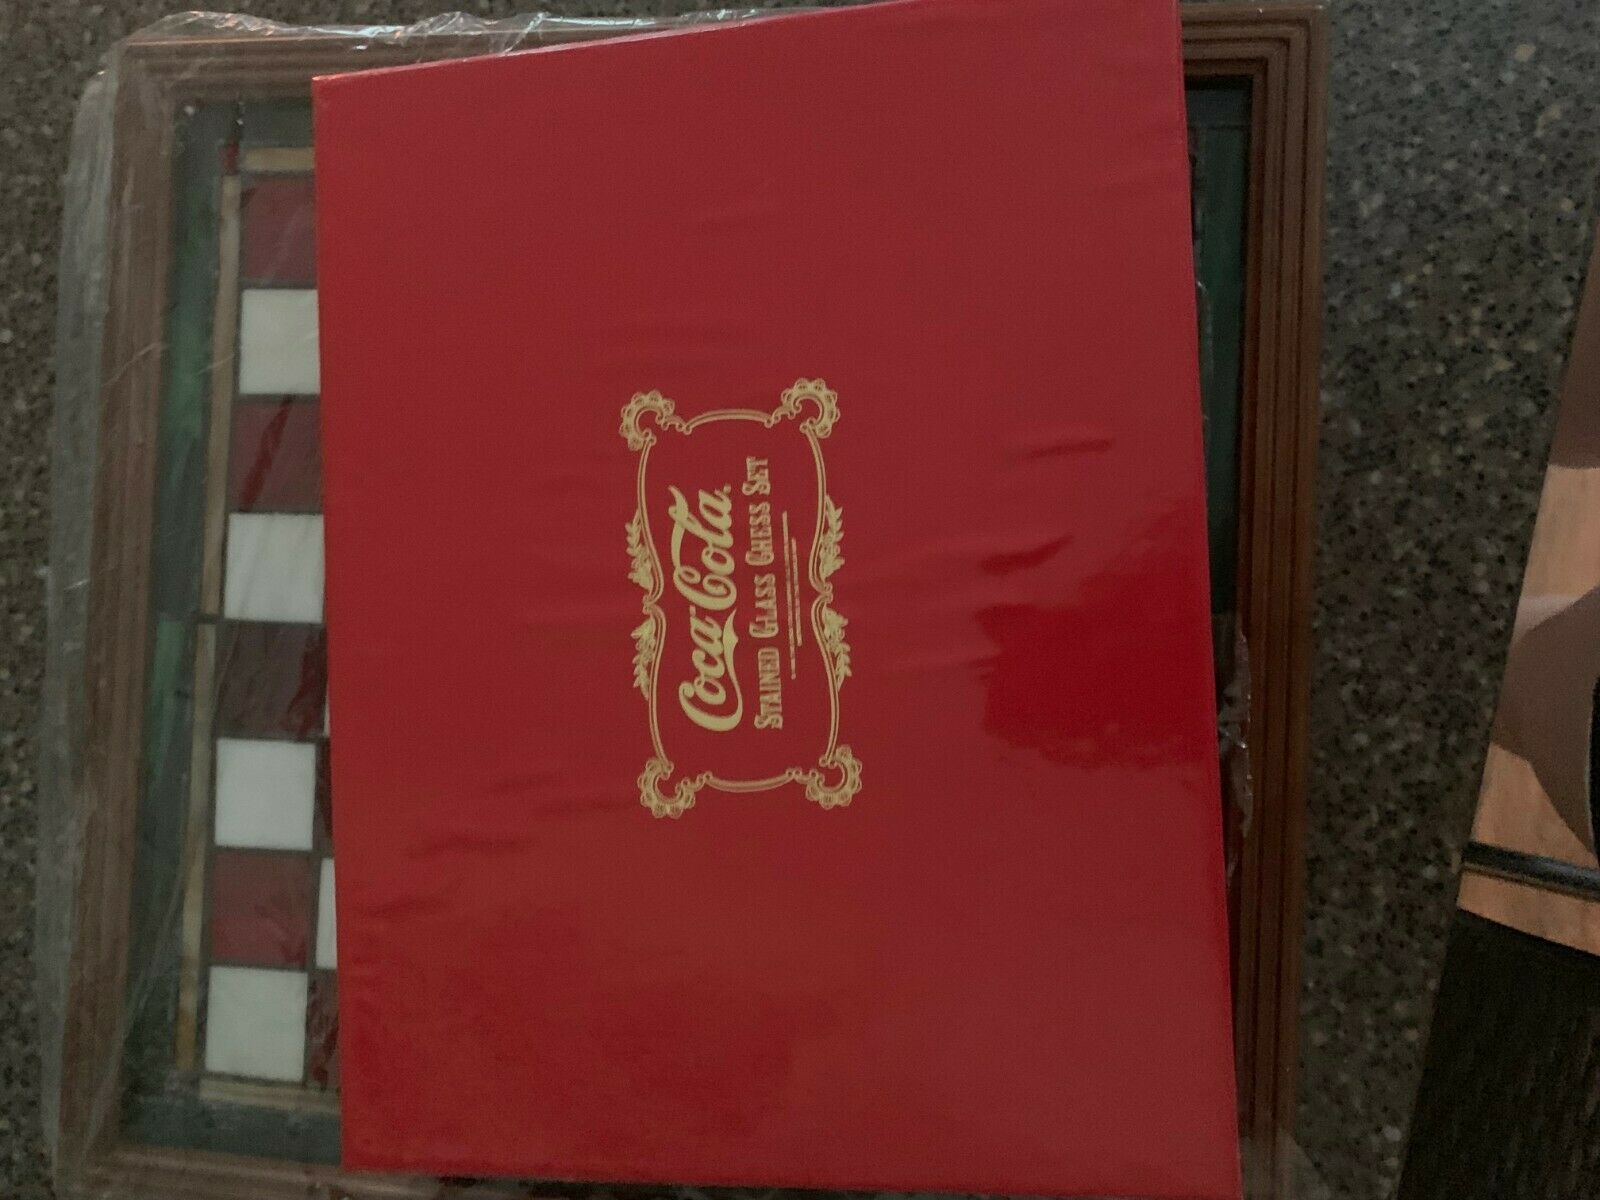 Coca-Cola
STAINED GLASS CHESS SET